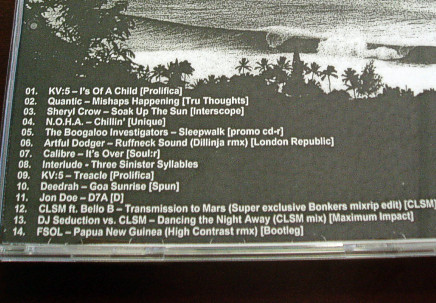 01. KV:5 – I's Of A Child [Prolifica]
02. Quantic – Mishaps Happening [Tru Thoughts]
03. Sheryl Crow – Soak Up The Sun [Interscope]
04. N.O.H.A. – Chillin' [Unique]
05. The Boogaloo Investigators – Sleepwalk [promo cd-r]
06. Artful Dodger – Ruffneck Sound (Dillinja rmx) [London Republic]
07. Calibre – It's Over [Soul:r]
08. Interlude - Three Sinister Syllables
09. KV:5 – Treacle [Prolifica]
10. Deedrah – Goa Sunrise [Spun]
11. Jon Doe – D7A [D]
12. CLSM ft. Bello B – Transmission to Mars (Super exclusive Bonkers mixrip edit) [CLSM]
13. DJ Seduction vs. CLSM – Dancing the Night Away (CLSM mix) [Maximum Impact]
14. FSOL – Papua New Guinea (High Contrast rmx) [Bootleg]